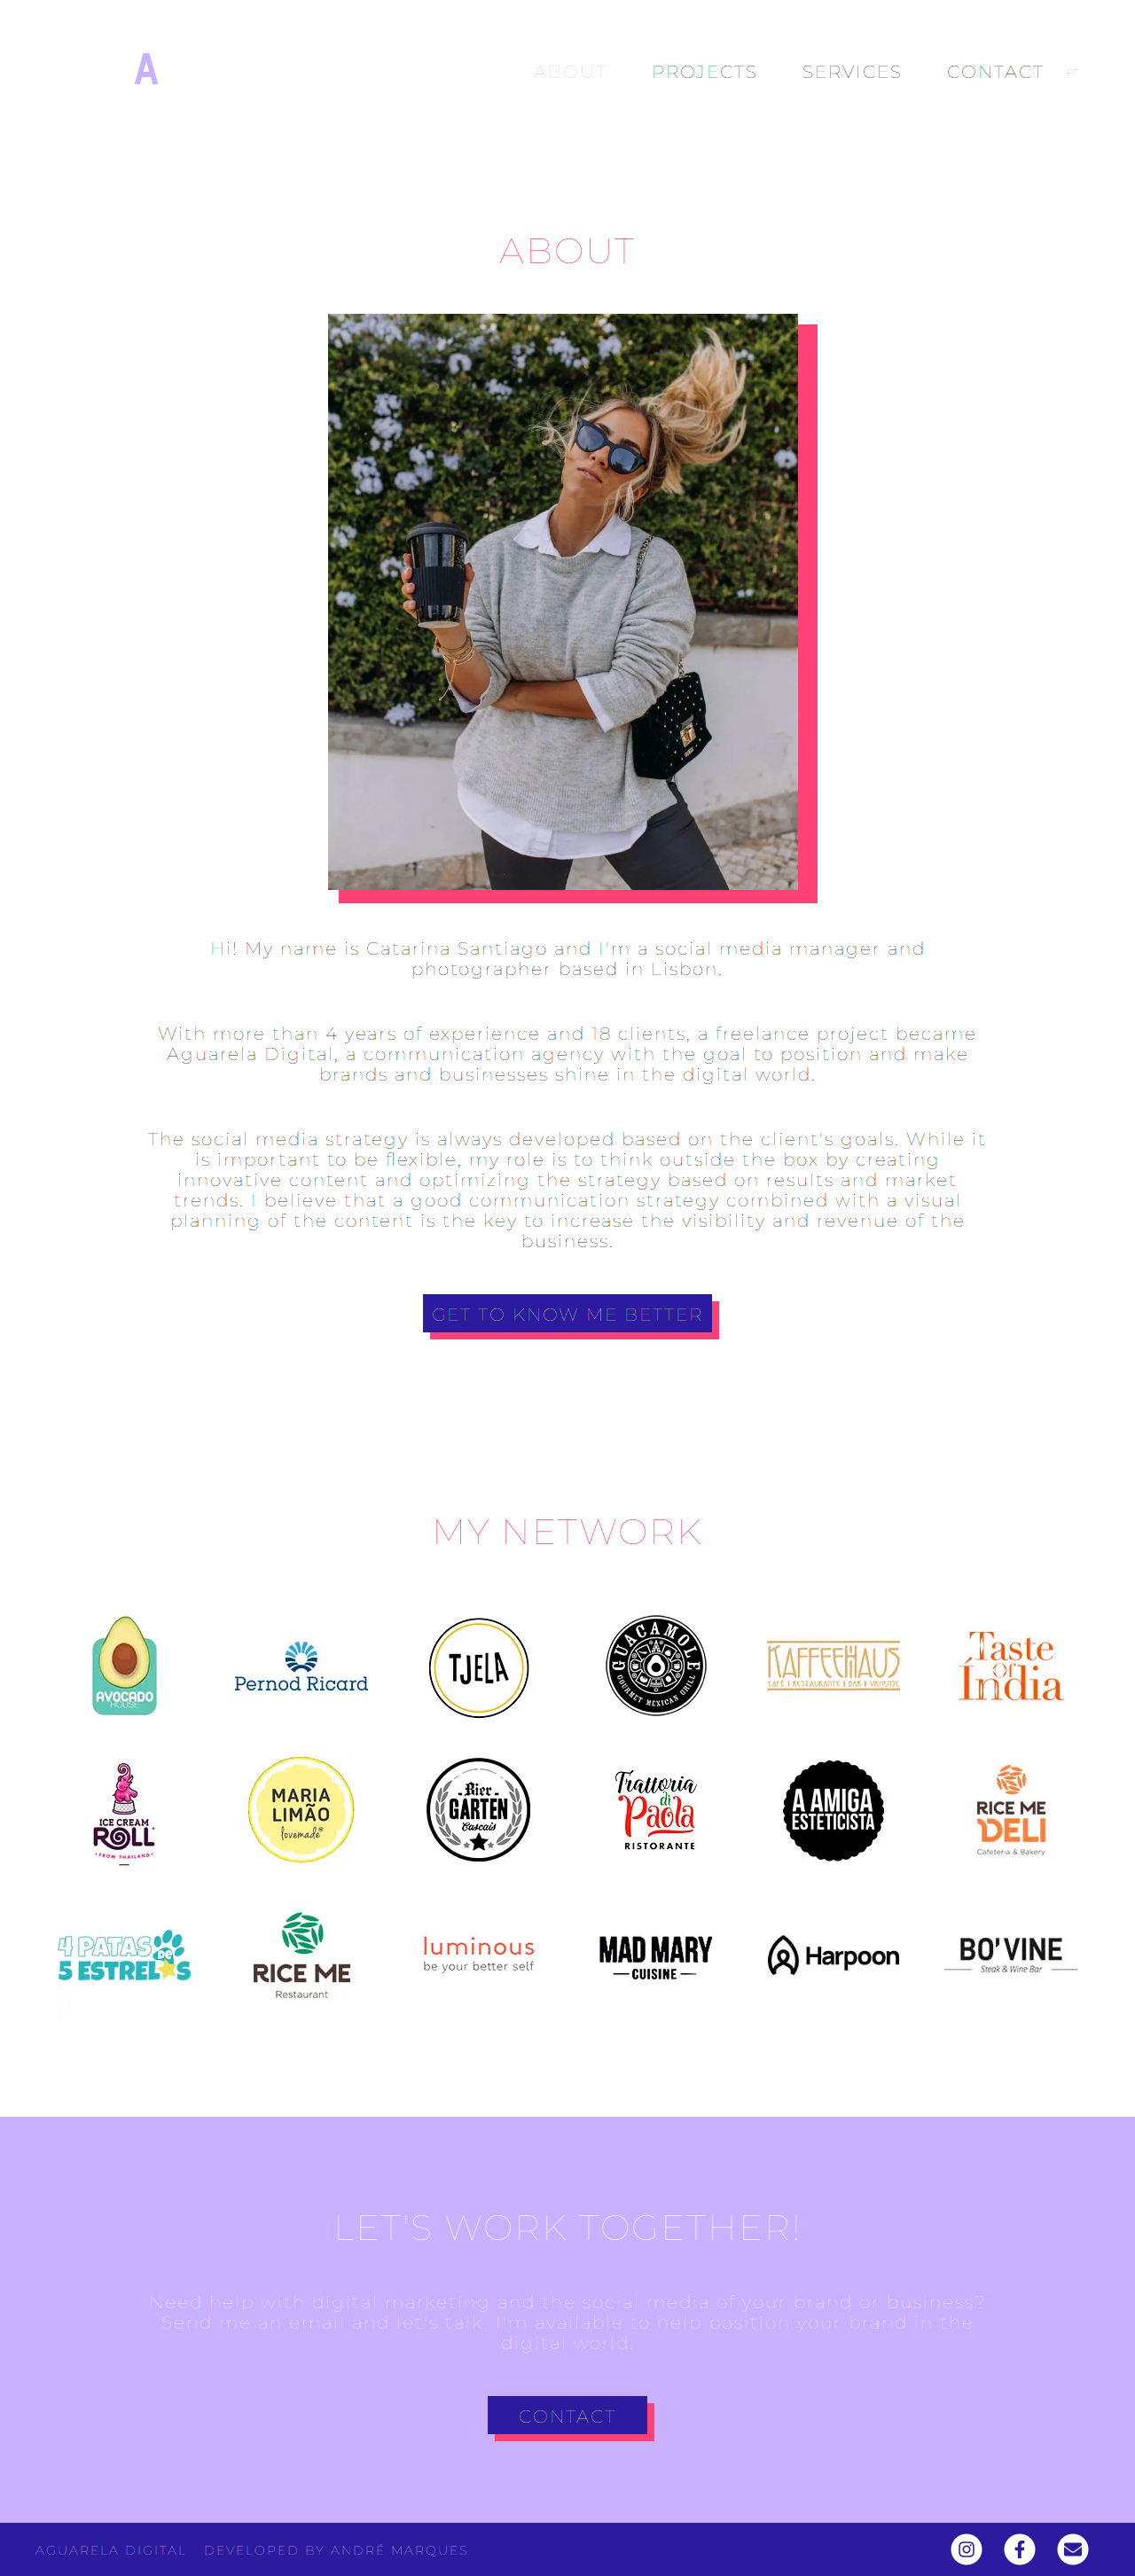 A
ABOUT PROJECTS SERVICES CONTACT
ABOUT
Hi! My name is Catarina Santiago and I'm a social media manager and
photographer based in Lisbon.
With more than 4 years of experience and 18 clients, a freelance project became
Aguarela Digital, a communication agency with the goal to position and make
brands and businesses shine in the digital world.
The social media strategy is always developed based on the client's goals. While it
is important to be flexible, my role is to think outside the box by creating
innovative content and optimizing the strategy based on results and market
trends. I believe that a good communication strategy combined with a visual
planning of the content is the key to increase the visibility and revenue of the
business.
GET TO KNOW ME BETTER
MY NETWORK
AVOCADO
HOUSE
Pernod Ricard
TJELA
GUACAMOLE
GOURMET MEXICAN GRILL
KAFFEEHAUS
CAFÉ | RESTAURANTE | BAR | VIENENSE
Taste
Of
India
ICE CREAM
ROLL
FROM THAILAND
MARIA
LIMÃO
lovemade
Bier
GARTEN
Cascais
Trattoria
di
Paola
RISTORANTE
A AMIGA
ESTETICISTA
RICE ME
DELI
Cafeteria & Bakery
4 PATAS
DE
5 ESTRELAS
RICE ME
Restaurant
luminous
be your better self
MAD MARY
CUISINE
Harpoon
BO'VINE
Steak & Wine Bar
LET'S WORK TOGETHER!
Need help with digital marketing and the social media of your brand or business?
Send me an email and let's talk. I'm available to help position your brand in the
digital world.
CONTACT
AGUARELA DIGITAL DEVELOPED BY ANDRÉ MARQUES